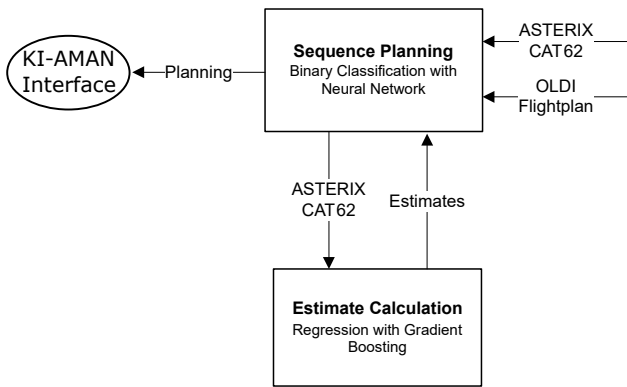 KI-AMAN
Interface
Planning
Sequence Planning
Binary Classification with
Neural Network
ASTERIX
CAT62
OLDI
Flightplan
ASTERIX
CAT62
Estimates
Estimate Calculation
Regression with Gradient
Boosting